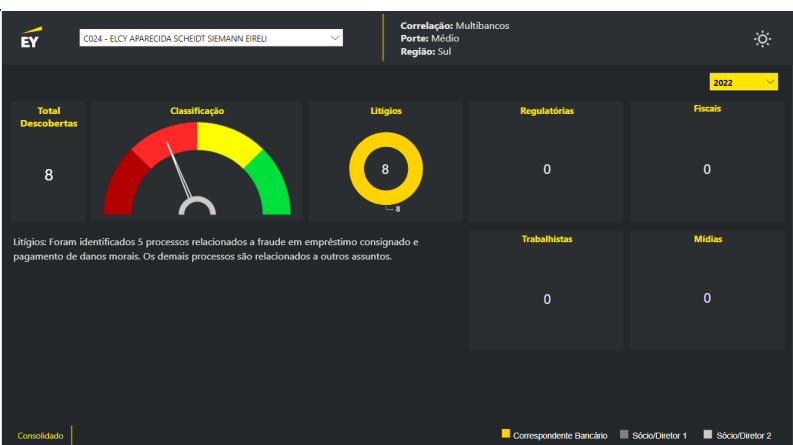 EY
C024 - ELCY APARECIDA SCHEIDT SIEMANN EIRELI
Correlação: Multibancos
Porte: Médio
Região: Sul
2022
Total
Descobertas
8
Classificação
Litígios
8
8
Regulatórias
0
Fiscais
0
Litígios: Foram identificados 5 processos relacionados a fraude em empréstimo consignado e
pagamento de danos morais. Os demais processos são relacionados a outros assuntos.
Trabalhistas
0
Mídias
0
Consolidado
Correspondente Bancário
Sócio/Diretor 1
Sócio/Diretor 2